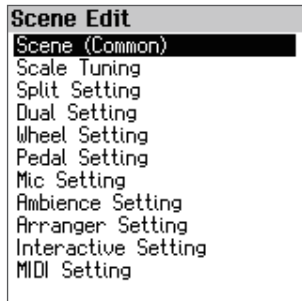 Scene Edit
Scene (Common)
Scale Tuning
Split Setting
Dual Setting
Wheel Setting
Pedal Setting
Mic Setting
Ambience Setting
Arranger Setting
Interactive Setting
MIDI Setting